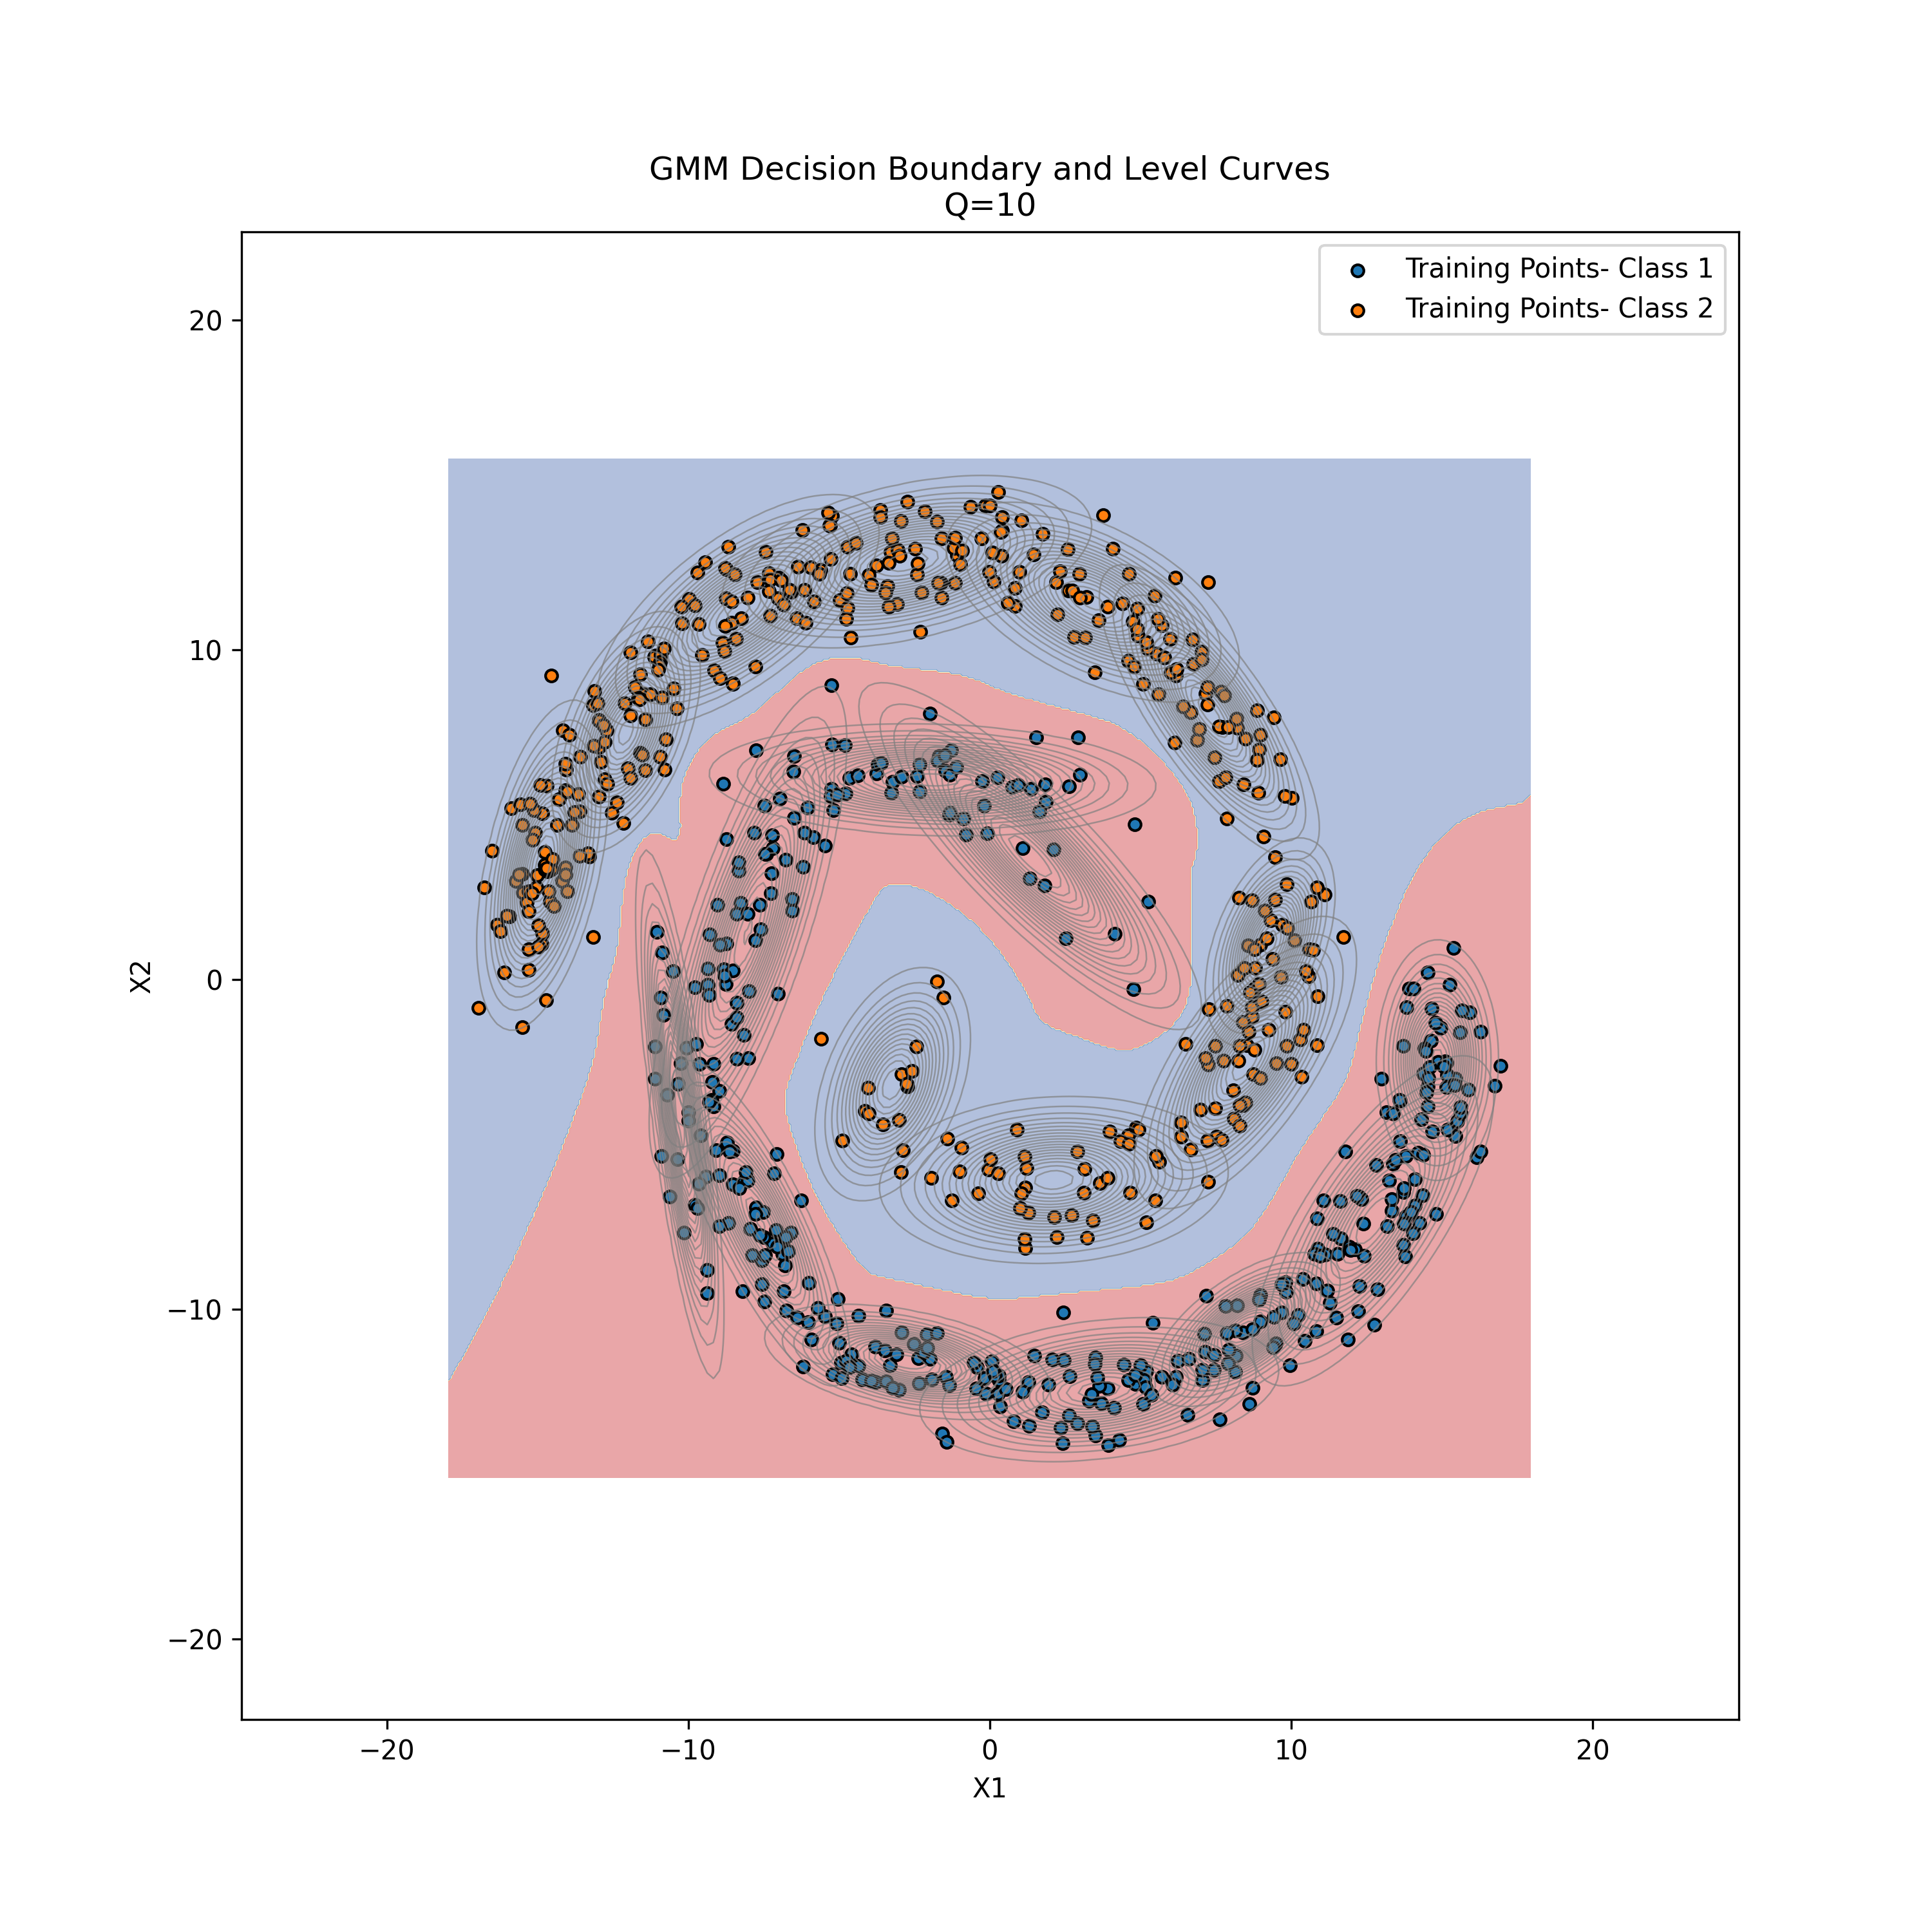 GMM Decision Boundary and Level Curves
Q=10
Training Points- Class 1
Training Points- Class 2
20
10
0
−10
−20
X2
−20
−10
0
10
20
X1